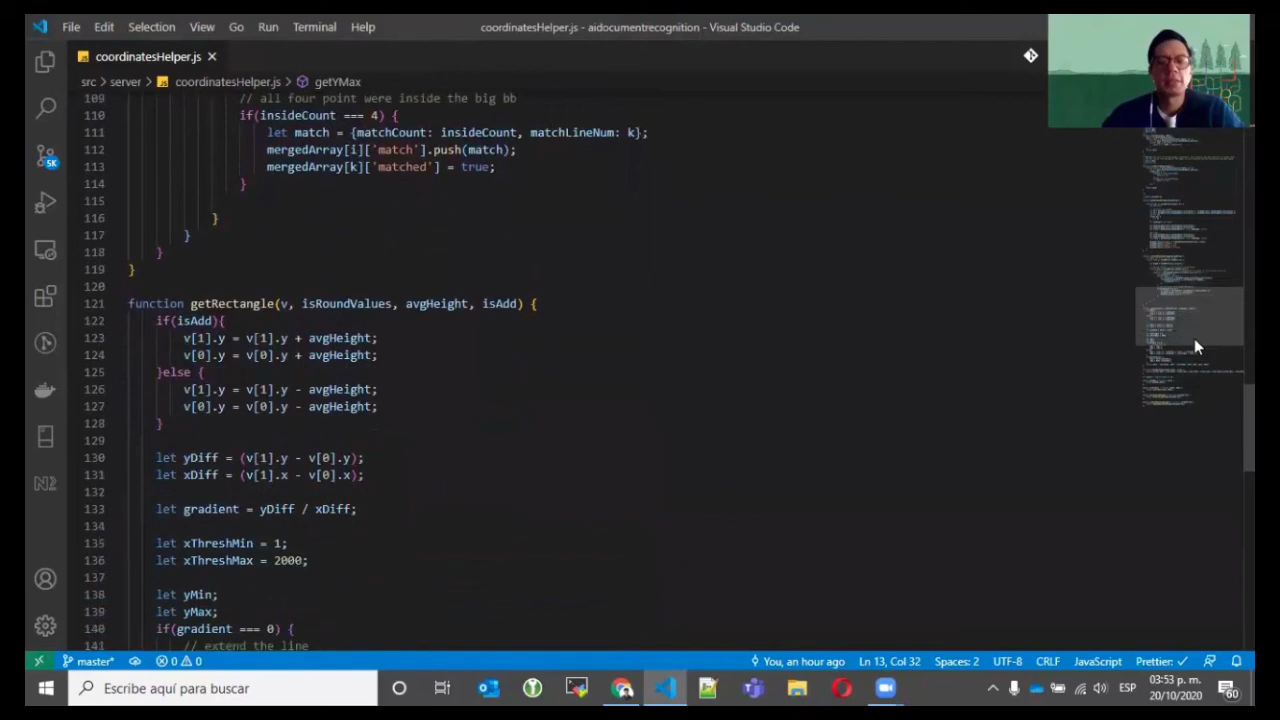 File Edit Selection View Go Run Terminal Help
coordinatesHelper.js - aidocumentrecognition - Visual Studio Code
coordinatesHelper.js
src > server > coordinatesHelper.js > getYMax
109 // all four point were inside the big bb
110 if(insideCount === 4) {
111 let match = {matchCount: insideCount, matchLineNum: k};
112 mergedArray[i]['match'].push(match);
113 mergedArray[k]['matched'] = true;
114 }
115
116 }
117 }
118 }
119 }
120
121 function getRectangle(v, isRoundValues, avgHeight, isAdd) {
122 if(isAdd){
123 v[1].y = v[1].y + avgHeight;
124 v[0].y = v[0].y + avgHeight;
125 }else {
126 v[1].y = v[1].y - avgHeight;
127 v[0].y = v[0].y - avgHeight;
128 }
129
130 let yDiff = (v[1].y - v[0].y);
131 let xDiff = (v[1].x - v[0].x);
132
133 let gradient = yDiff / xDiff;
134
135 let xThreshMin = 1;
136 let xThreshMax = 2000;
137
138 let yMin;
139 let yMax;
140 if(gradient === 0) {
141 // extend the line
5K
N2
master* 0 0 You, an hour ago Ln 13, Col 32 Spaces: 2 UTF-8 CRLF JavaScript Prettier: ✓
Escribe aquí para buscar
ESP
03:53 p. m.
20/10/2020
60